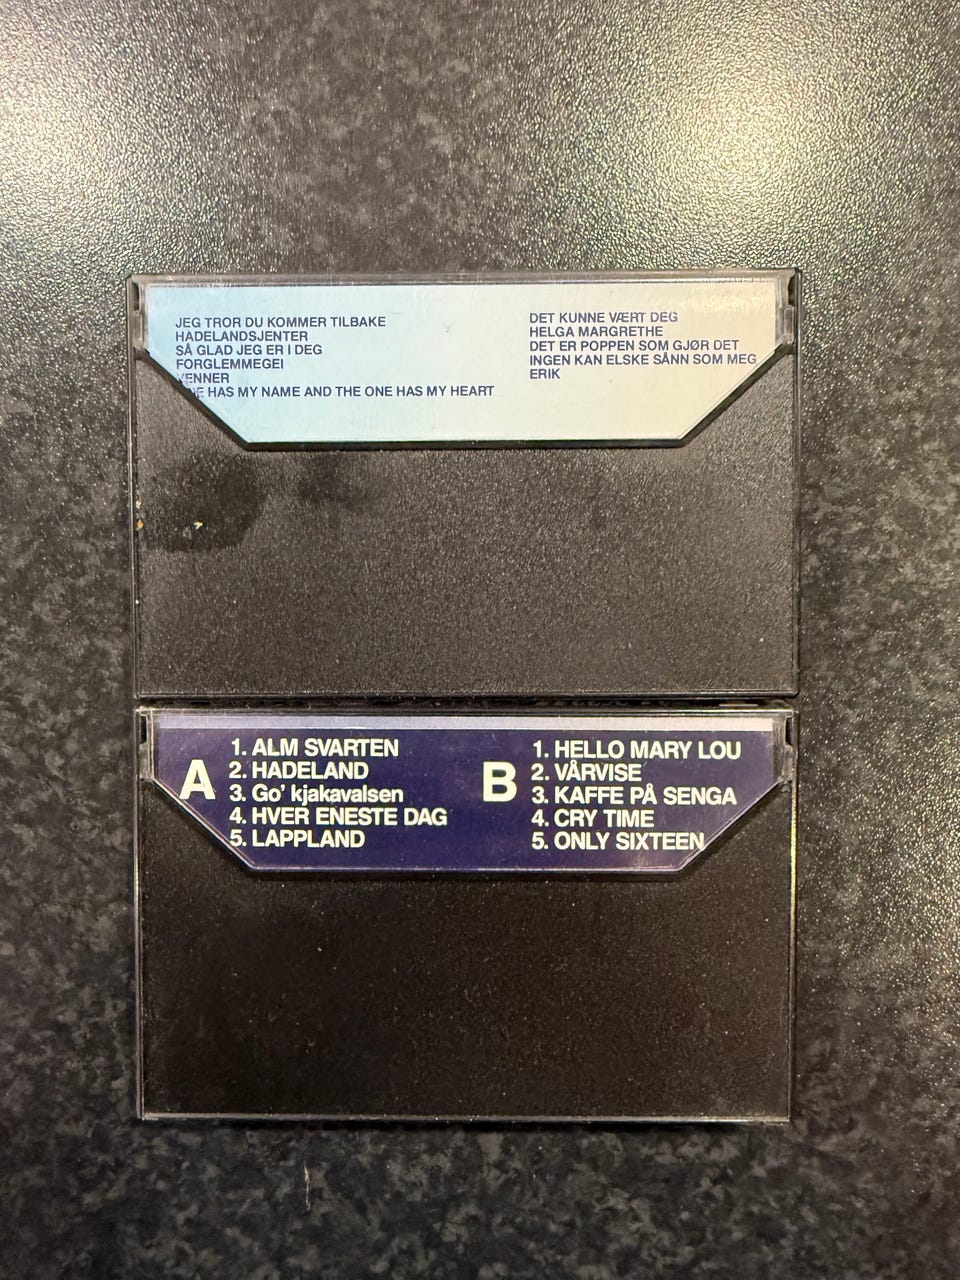 JEG TROR DU KOMMER TILBAKE
HADELANDSJENTER
SÅ GLAD JEG ER I DEG
FORGLEMMEGEI
VENNER
HAS MY NAME AND THE ONE HAS MY HEART
DET KUNNE VÆRT DEG
HELGA MARGRETHE
DET ER POPPEN SOM GJØR DET
INGEN KAN ELSKE SÅNN SOM MEG
ERIK
A
1. ALM SVARTEN
2. HADELAND
3. Go' kjakavalsen
4. HVER ENESTE DAG
5. LAPPLAND
B
1. HELLO MARY LOU
2. VÅRVISE
3. KAFFE PÅ SENGA
4. CRY TIME
5. ONLY SIXTEEN